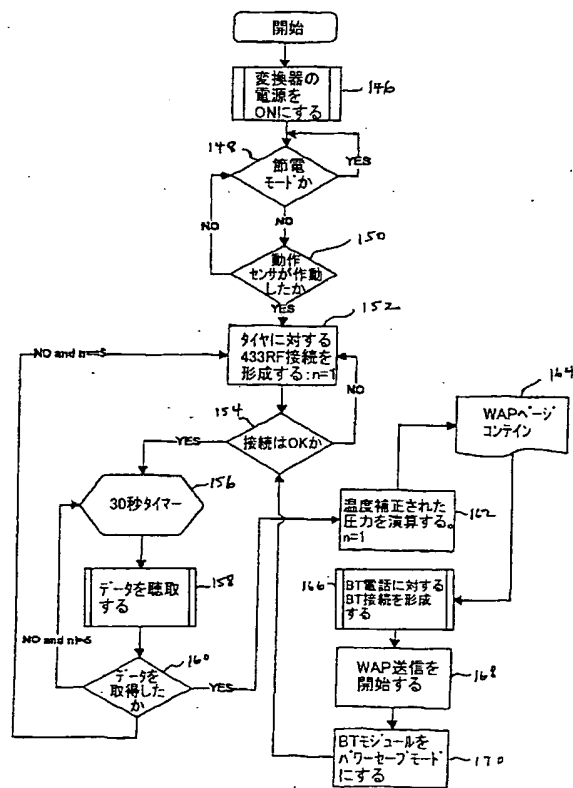 開始
変換器の
電源を
ONにする
146
148
YES
節電
モードか
NO
NO
150
動作
センサが作動
したか
YES
152
タイヤに対する
433RF接続を
形成する:n=1
NO and n==5
NO
154
接続はOKか
YES
156
30秒タイマー
158
データを聴取
する
NO and n!=5
160
データを
取得した
か
YES
164
WAPページ
コンテイン
温度補正された
圧力を演算する。
n=1
162
166
BT電話に対する
BT接続を形成
する
WAP送信を
開始する
168
BTモジュールを
パワーセーブモード
にする
170